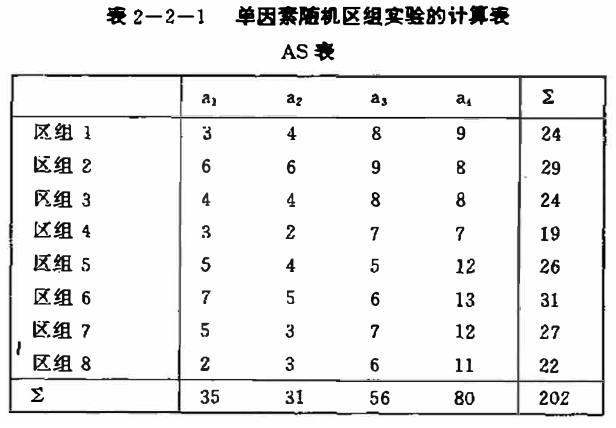 表 2—2—1 单因素随机区组实验的计算表
AS 表
a₁ a₂ a₃ a₄ Σ
区组 1 3 4 8 9 24
区组 2 6 6 9 8 29
区组 3 4 4 8 8 24
区组 4 3 2 7 7 19
区组 5 5 4 5 12 26
区组 6 7 5 6 13 31
区组 7 5 3 7 12 27
区组 8 2 3 6 11 22
Σ 35 31 56 80 202